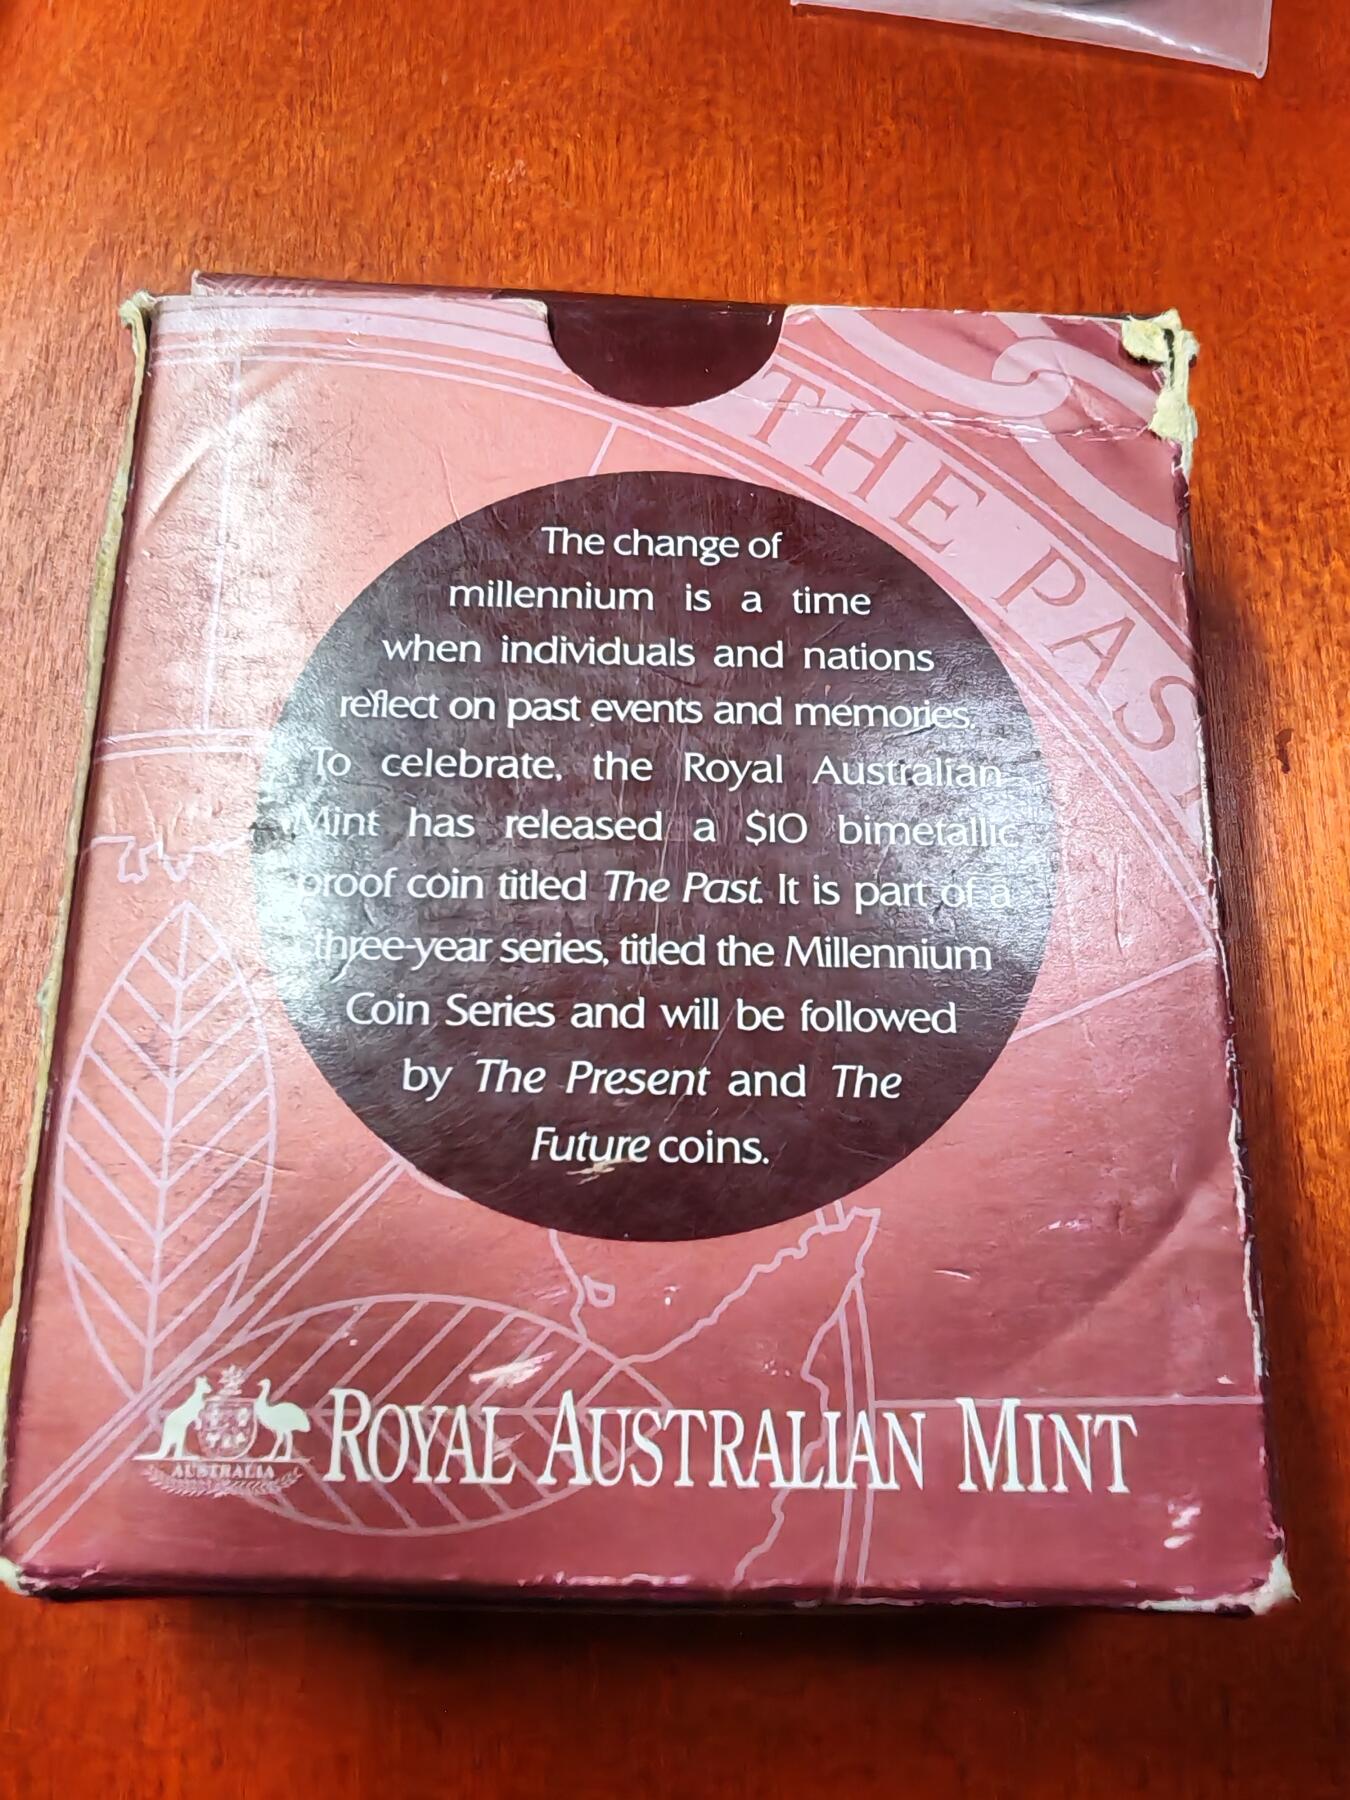 THE PAST
The change of
millennium is a time
when individuals and nations
reflect on past events and memories.
To celebrate, the Royal Australian
Mint has released a $10 bimetallic
proof coin titled The Past. It is part of a
three-year series, titled the Millennium
Coin Series and will be followed
by The Present and The
Future coins.
AUSTRALIA
ROYAL AUSTRALIAN MINT